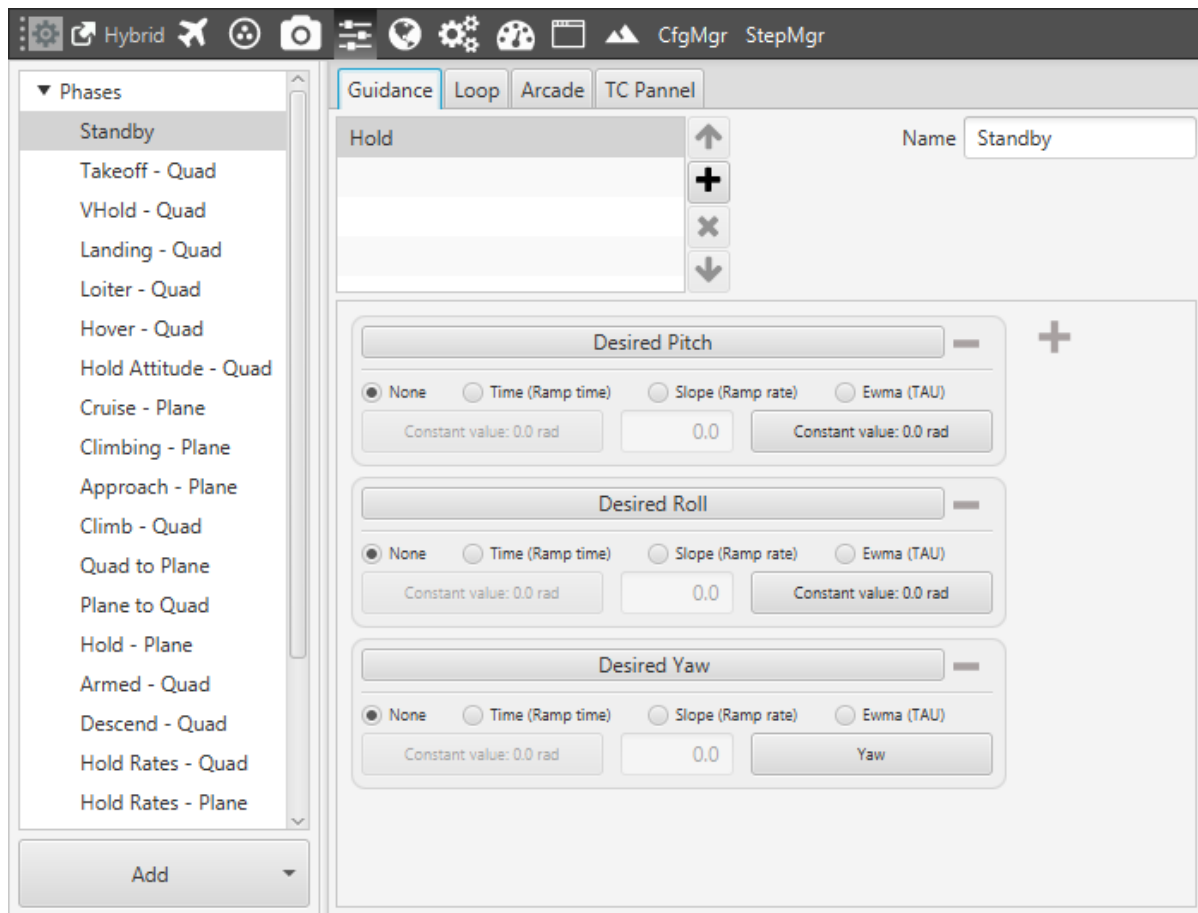 Hybrid CfgMgr StepMgr
Phases
Standby
Takeoff - Quad
VHold - Quad
Landing - Quad
Loiter - Quad
Hover - Quad
Hold Attitude - Quad
Cruise - Plane
Climbing - Plane
Approach - Plane
Climb - Quad
Quad to Plane
Plane to Quad
Hold - Plane
Armed - Quad
Descend - Quad
Hold Rates - Quad
Hold Rates - Plane
Add
Guidance Loop Arcade TC Pannel
Hold
Name Standby
Desired Pitch
None Time (Ramp time) Slope (Ramp rate) Ewma (TAU)
Constant value: 0.0 rad 0.0 Constant value: 0.0 rad
Desired Roll
None Time (Ramp time) Slope (Ramp rate) Ewma (TAU)
Constant value: 0.0 rad 0.0 Constant value: 0.0 rad
Desired Yaw
None Time (Ramp time) Slope (Ramp rate) Ewma (TAU)
Constant value: 0.0 rad 0.0 Yaw